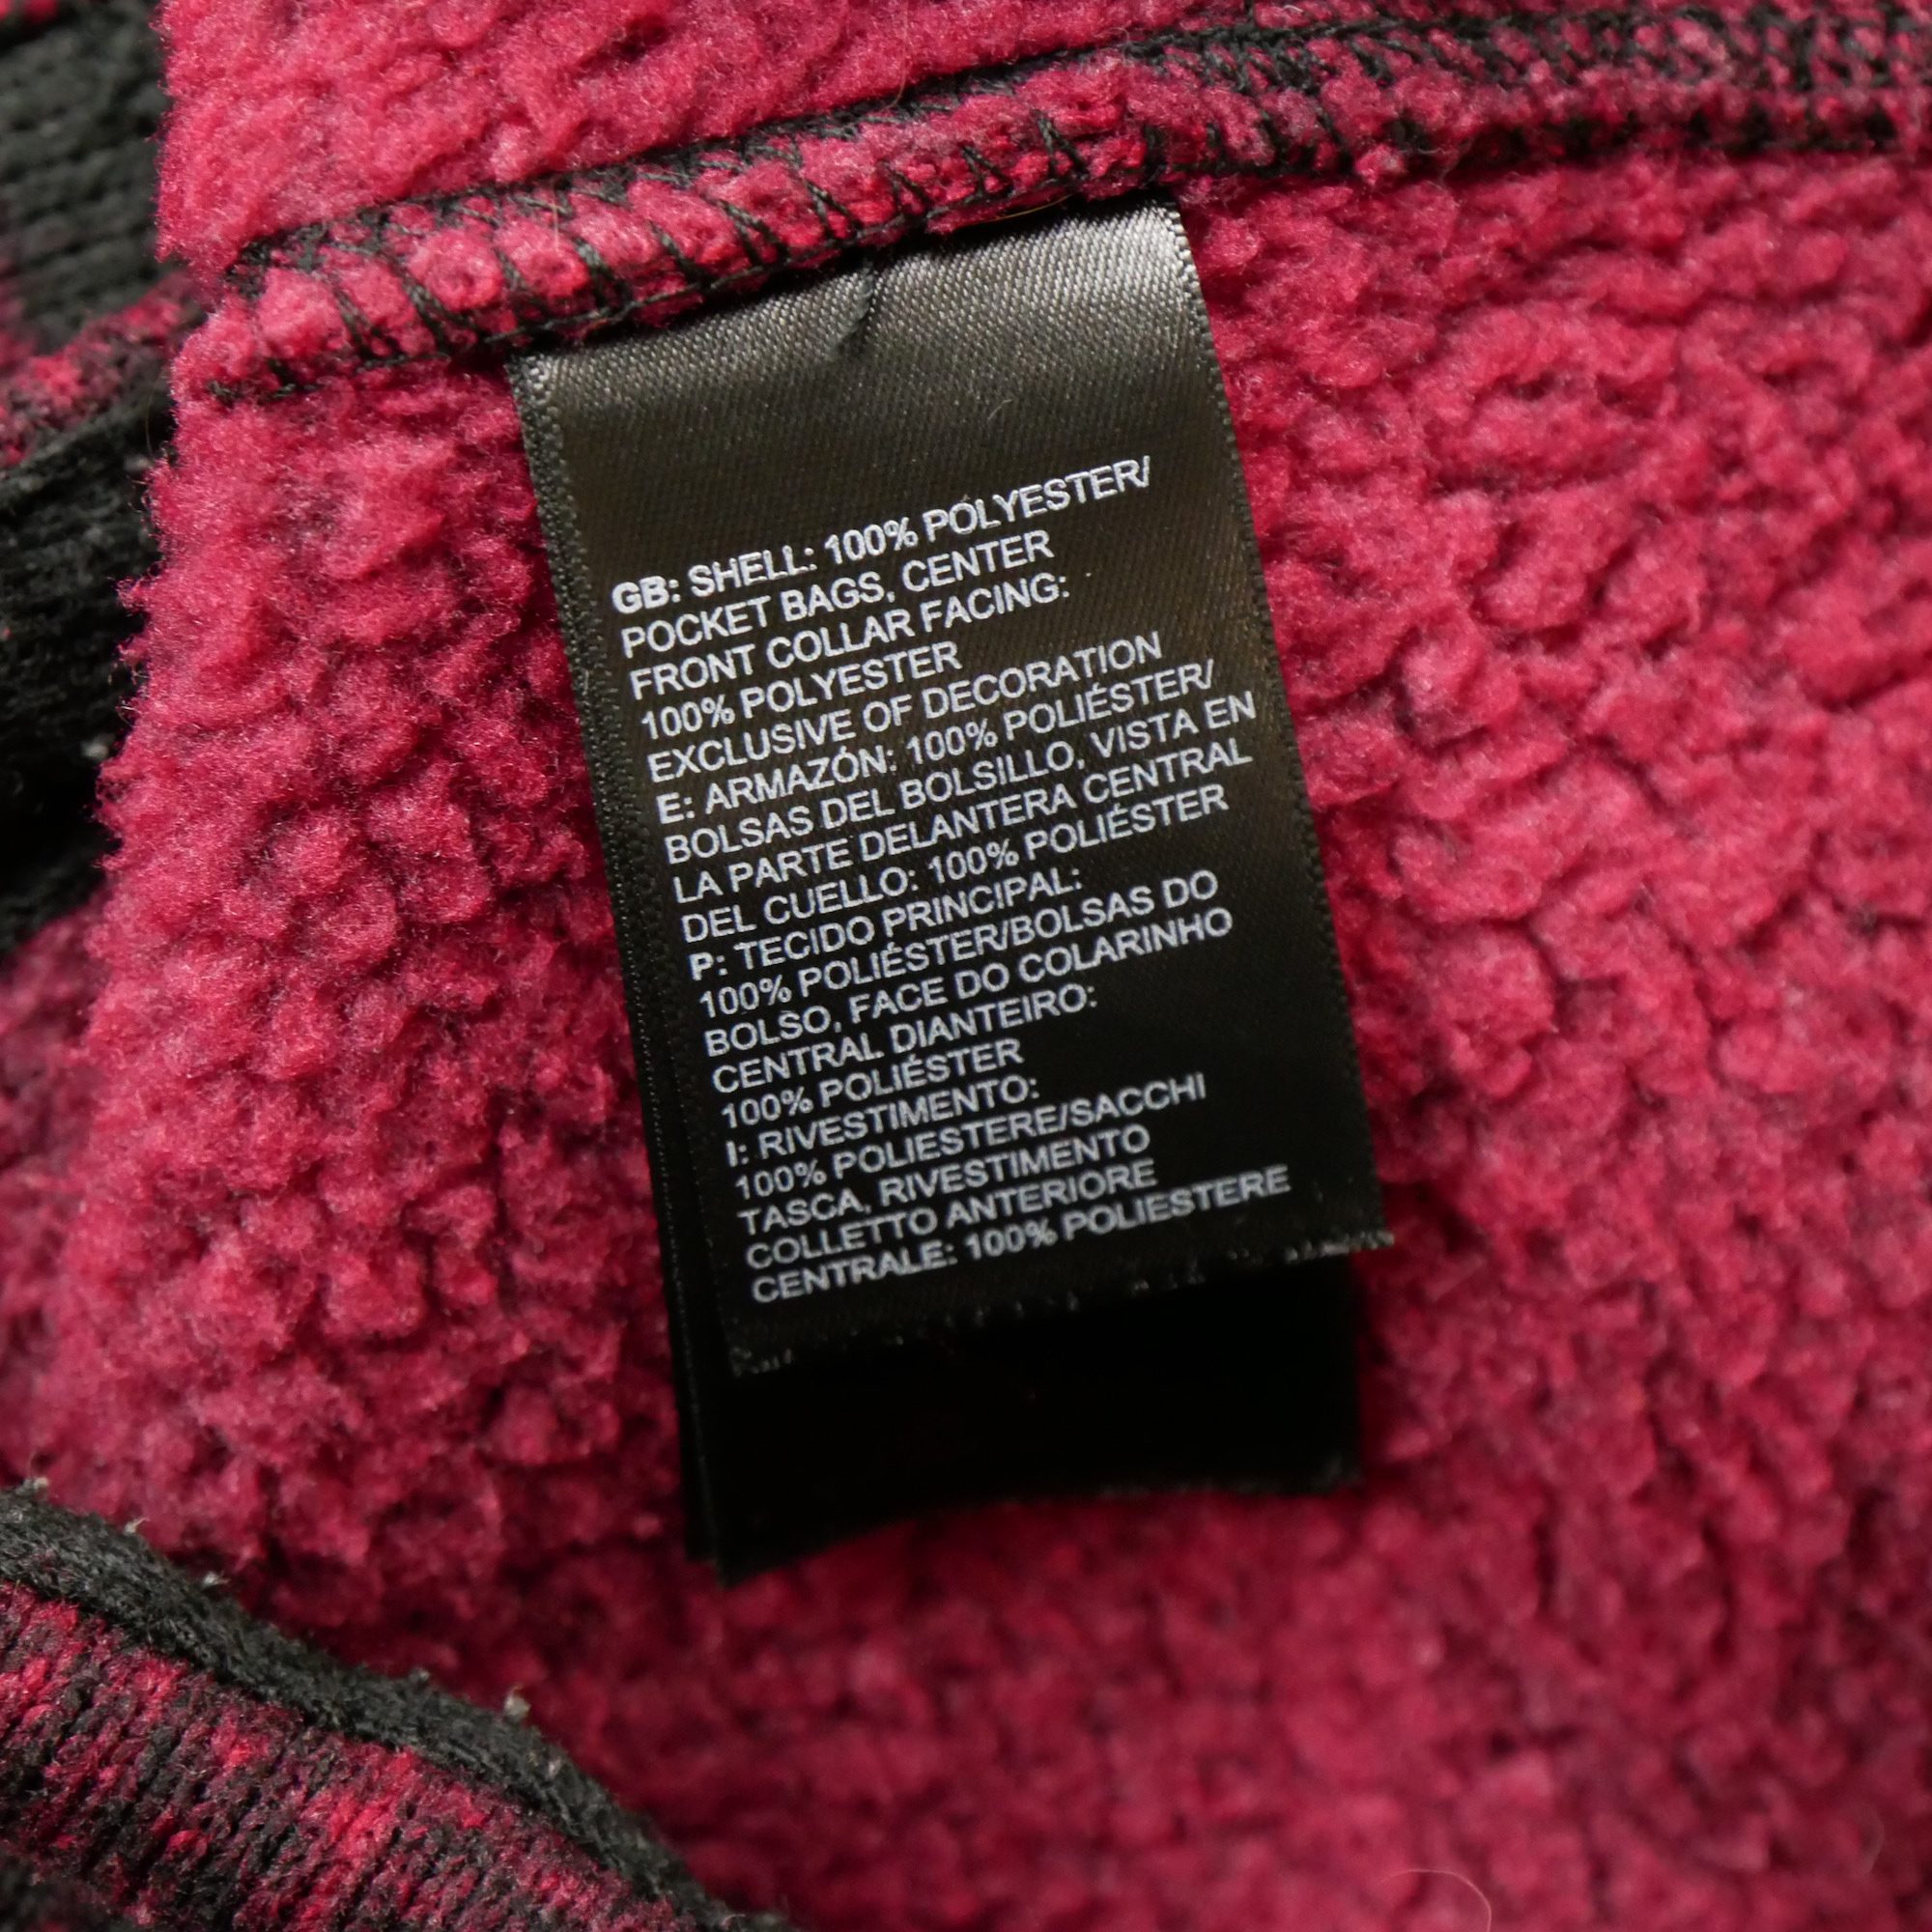 GB: SHELL: 100% POLYESTER/
POCKET BAGS, CENTER
FRONT COLLAR FACING:
100% POLYESTER
EXCLUSIVE OF DECORATION
E: ARMAZÓN: 100% POLIÉSTER/
BOLSAS DEL BOLSILLO, VISTA EN
LA PARTE DELANTERA CENTRAL
DEL CUELLO: 100% POLIÉSTER
P: TECIDO PRINCIPAL:
100% POLIÉSTER/BOLSAS DO
BOLSO, FACE DO COLARINHO
CENTRAL DIANTEIRO:
100% POLIÉSTER
I: RIVESTIMENTO:
100% POLIESTERE/SACCHI
TASCA, RIVESTIMENTO
COLLETTO ANTERIORE
CENTRALE: 100% POLIESTERE